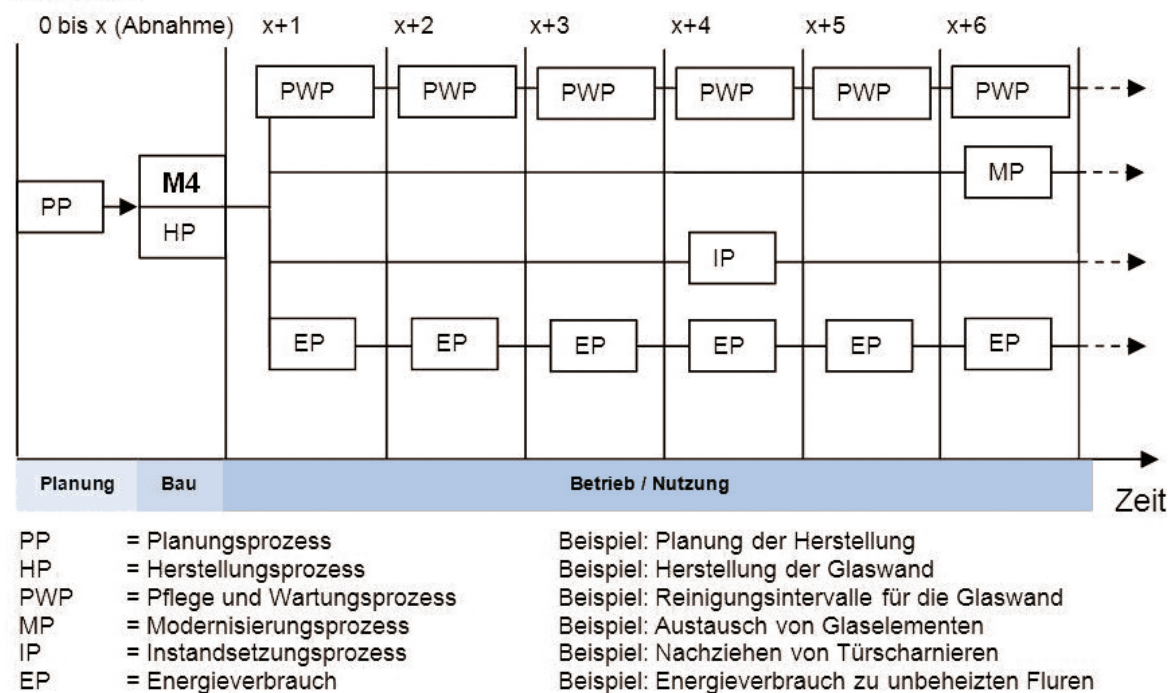 0 bis x (Abnahme) x+1 x+2 x+3 x+4 x+5 x+6
PWP PWP PWP PWP PWP PWP
M4 MP
PP
HP
IP
EP EP EP EP EP EP
Planung Bau Betrieb / Nutzung
Zeit
PP = Planungsprozess Beispiel: Planung der Herstellung
HP = Herstellungsprozess Beispiel: Herstellung der Glaswand
PWP = Pflege und Wartungsprozess Beispiel: Reinigungsintervalle für die Glaswand
MP = Modernisierungsprozess Beispiel: Austausch von Glaselementen
IP = Instandsetzungsprozess Beispiel: Nachziehen von Türscharnieren
EP = Energieverbrauch Beispiel: Energieverbrauch zu unbeheizten Fluren